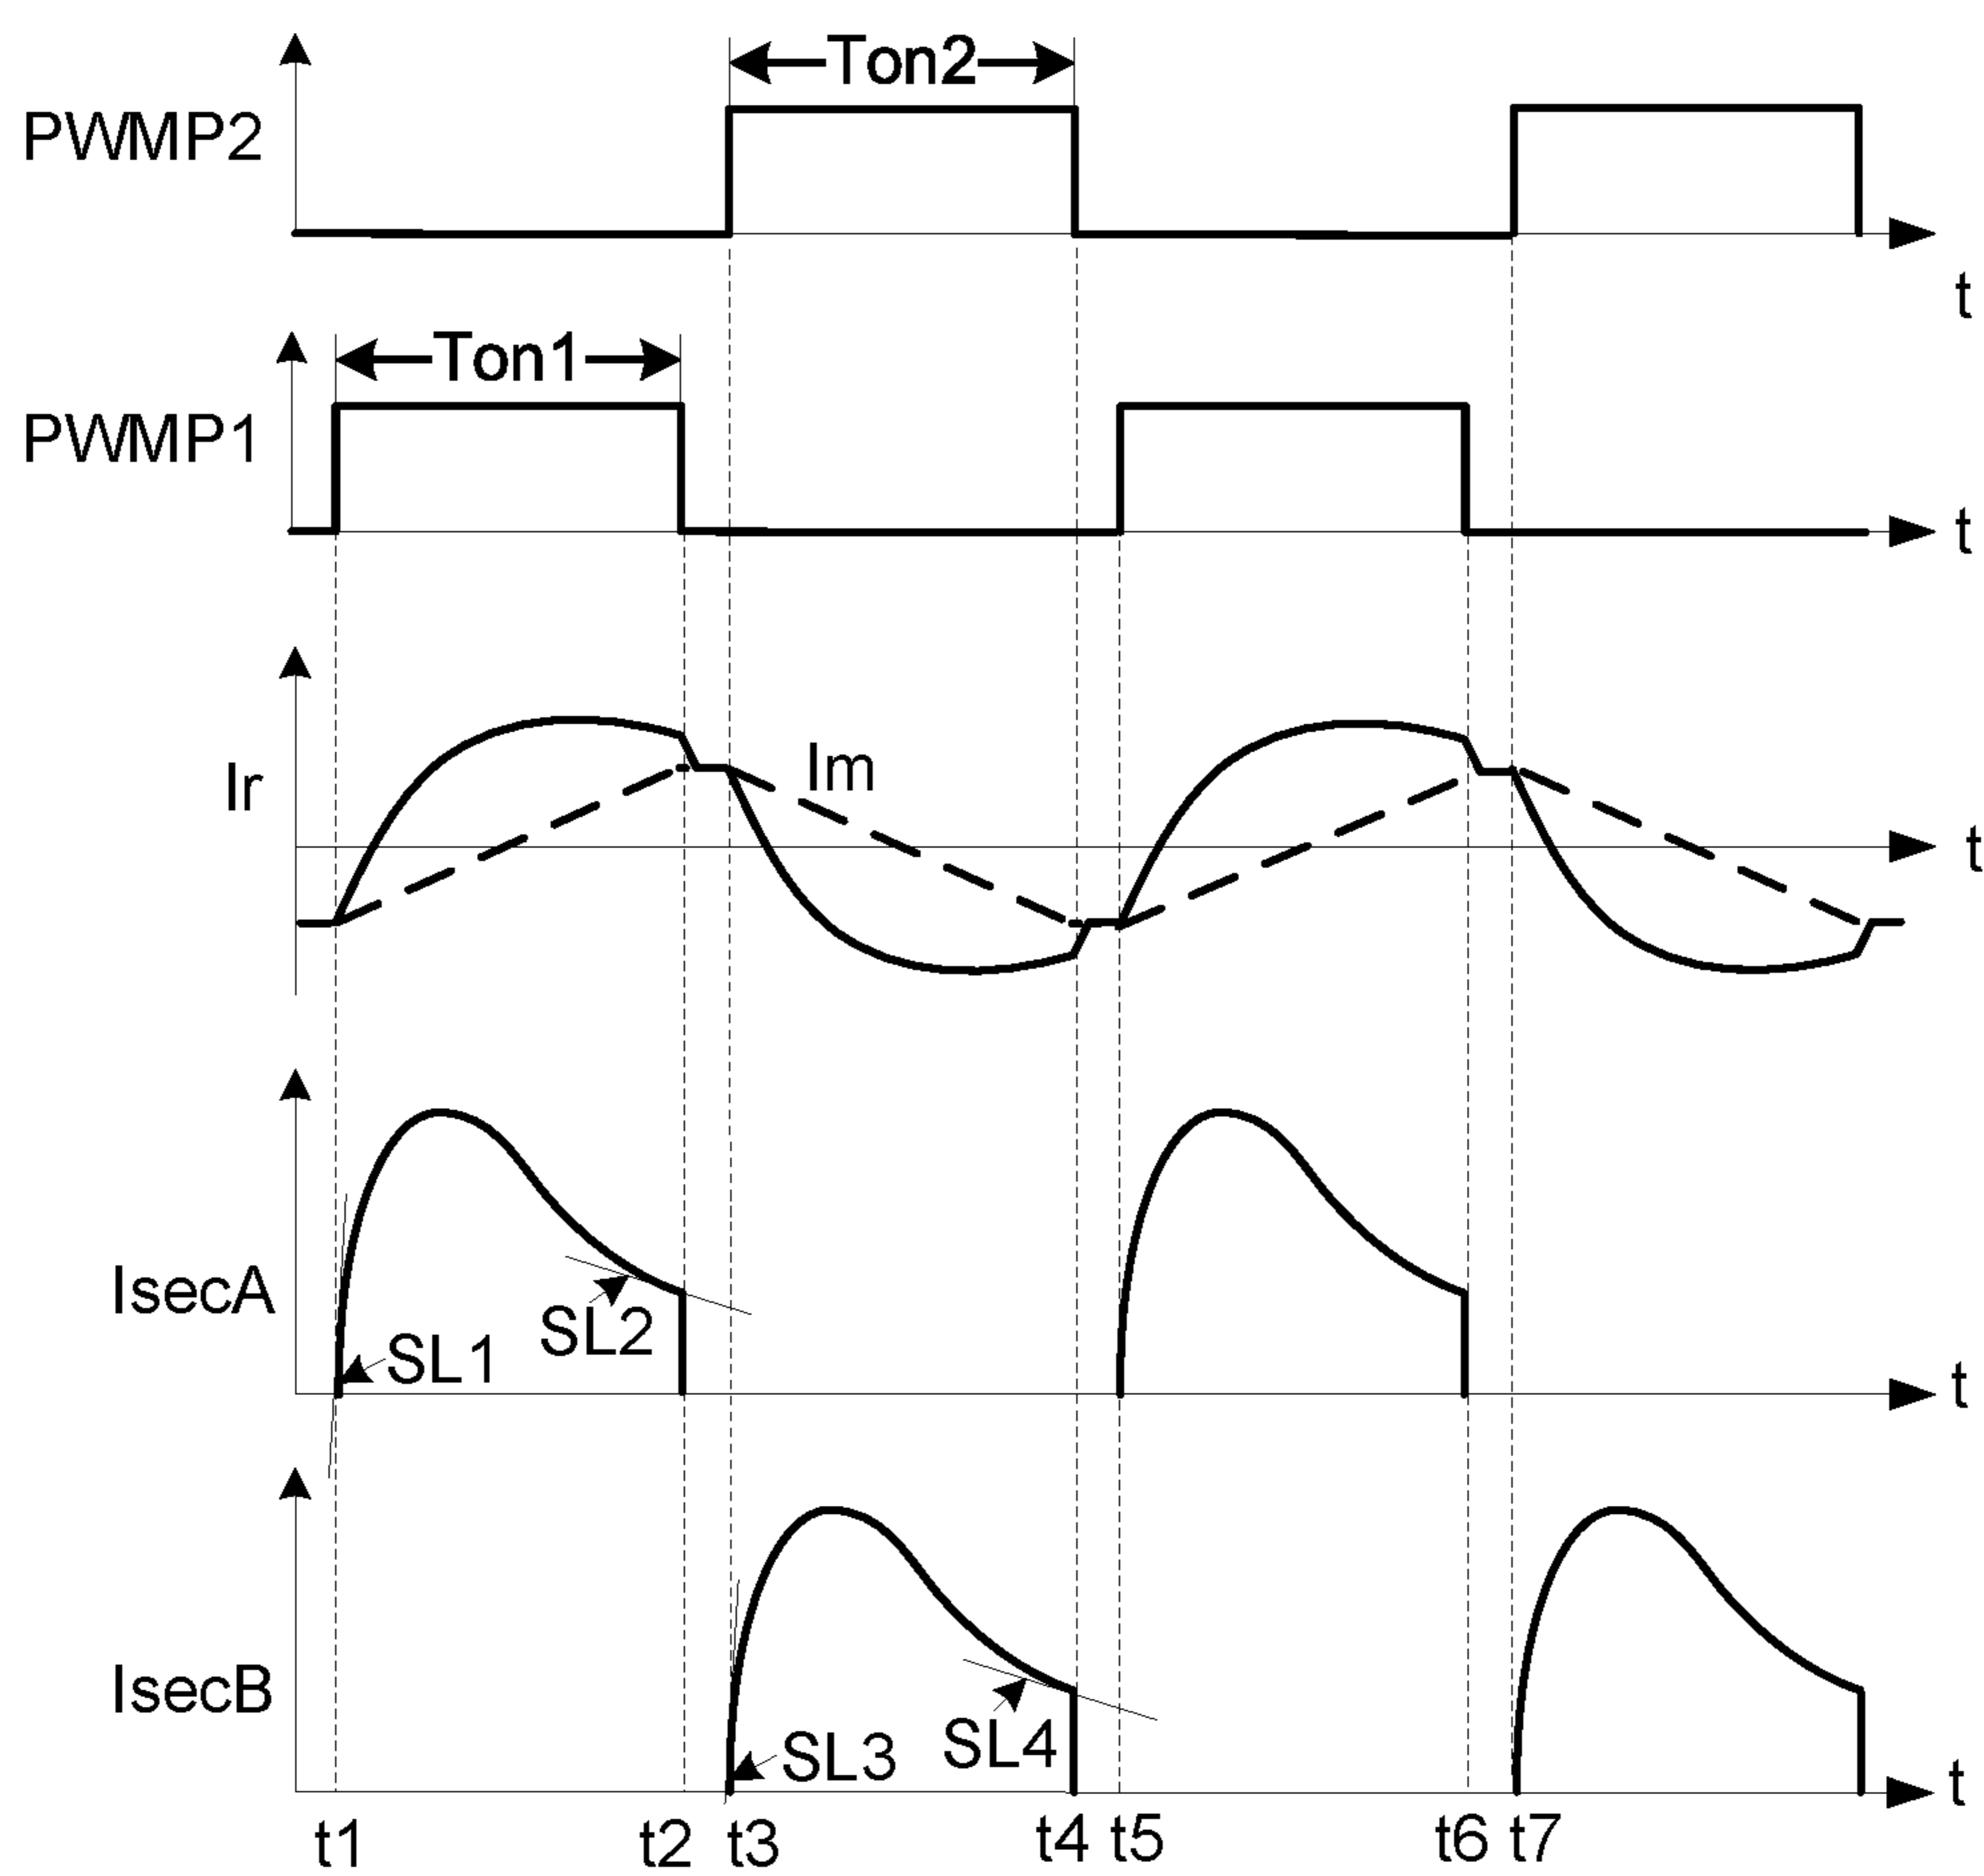 Ton2
PWMP2
t
Ton1
PWMP1
t
Im
Ir
t
IsecA
SL2
SL1
t
IsecB
SL4
SL3
t
t1 t2 t3 t4 t5 t6 t7